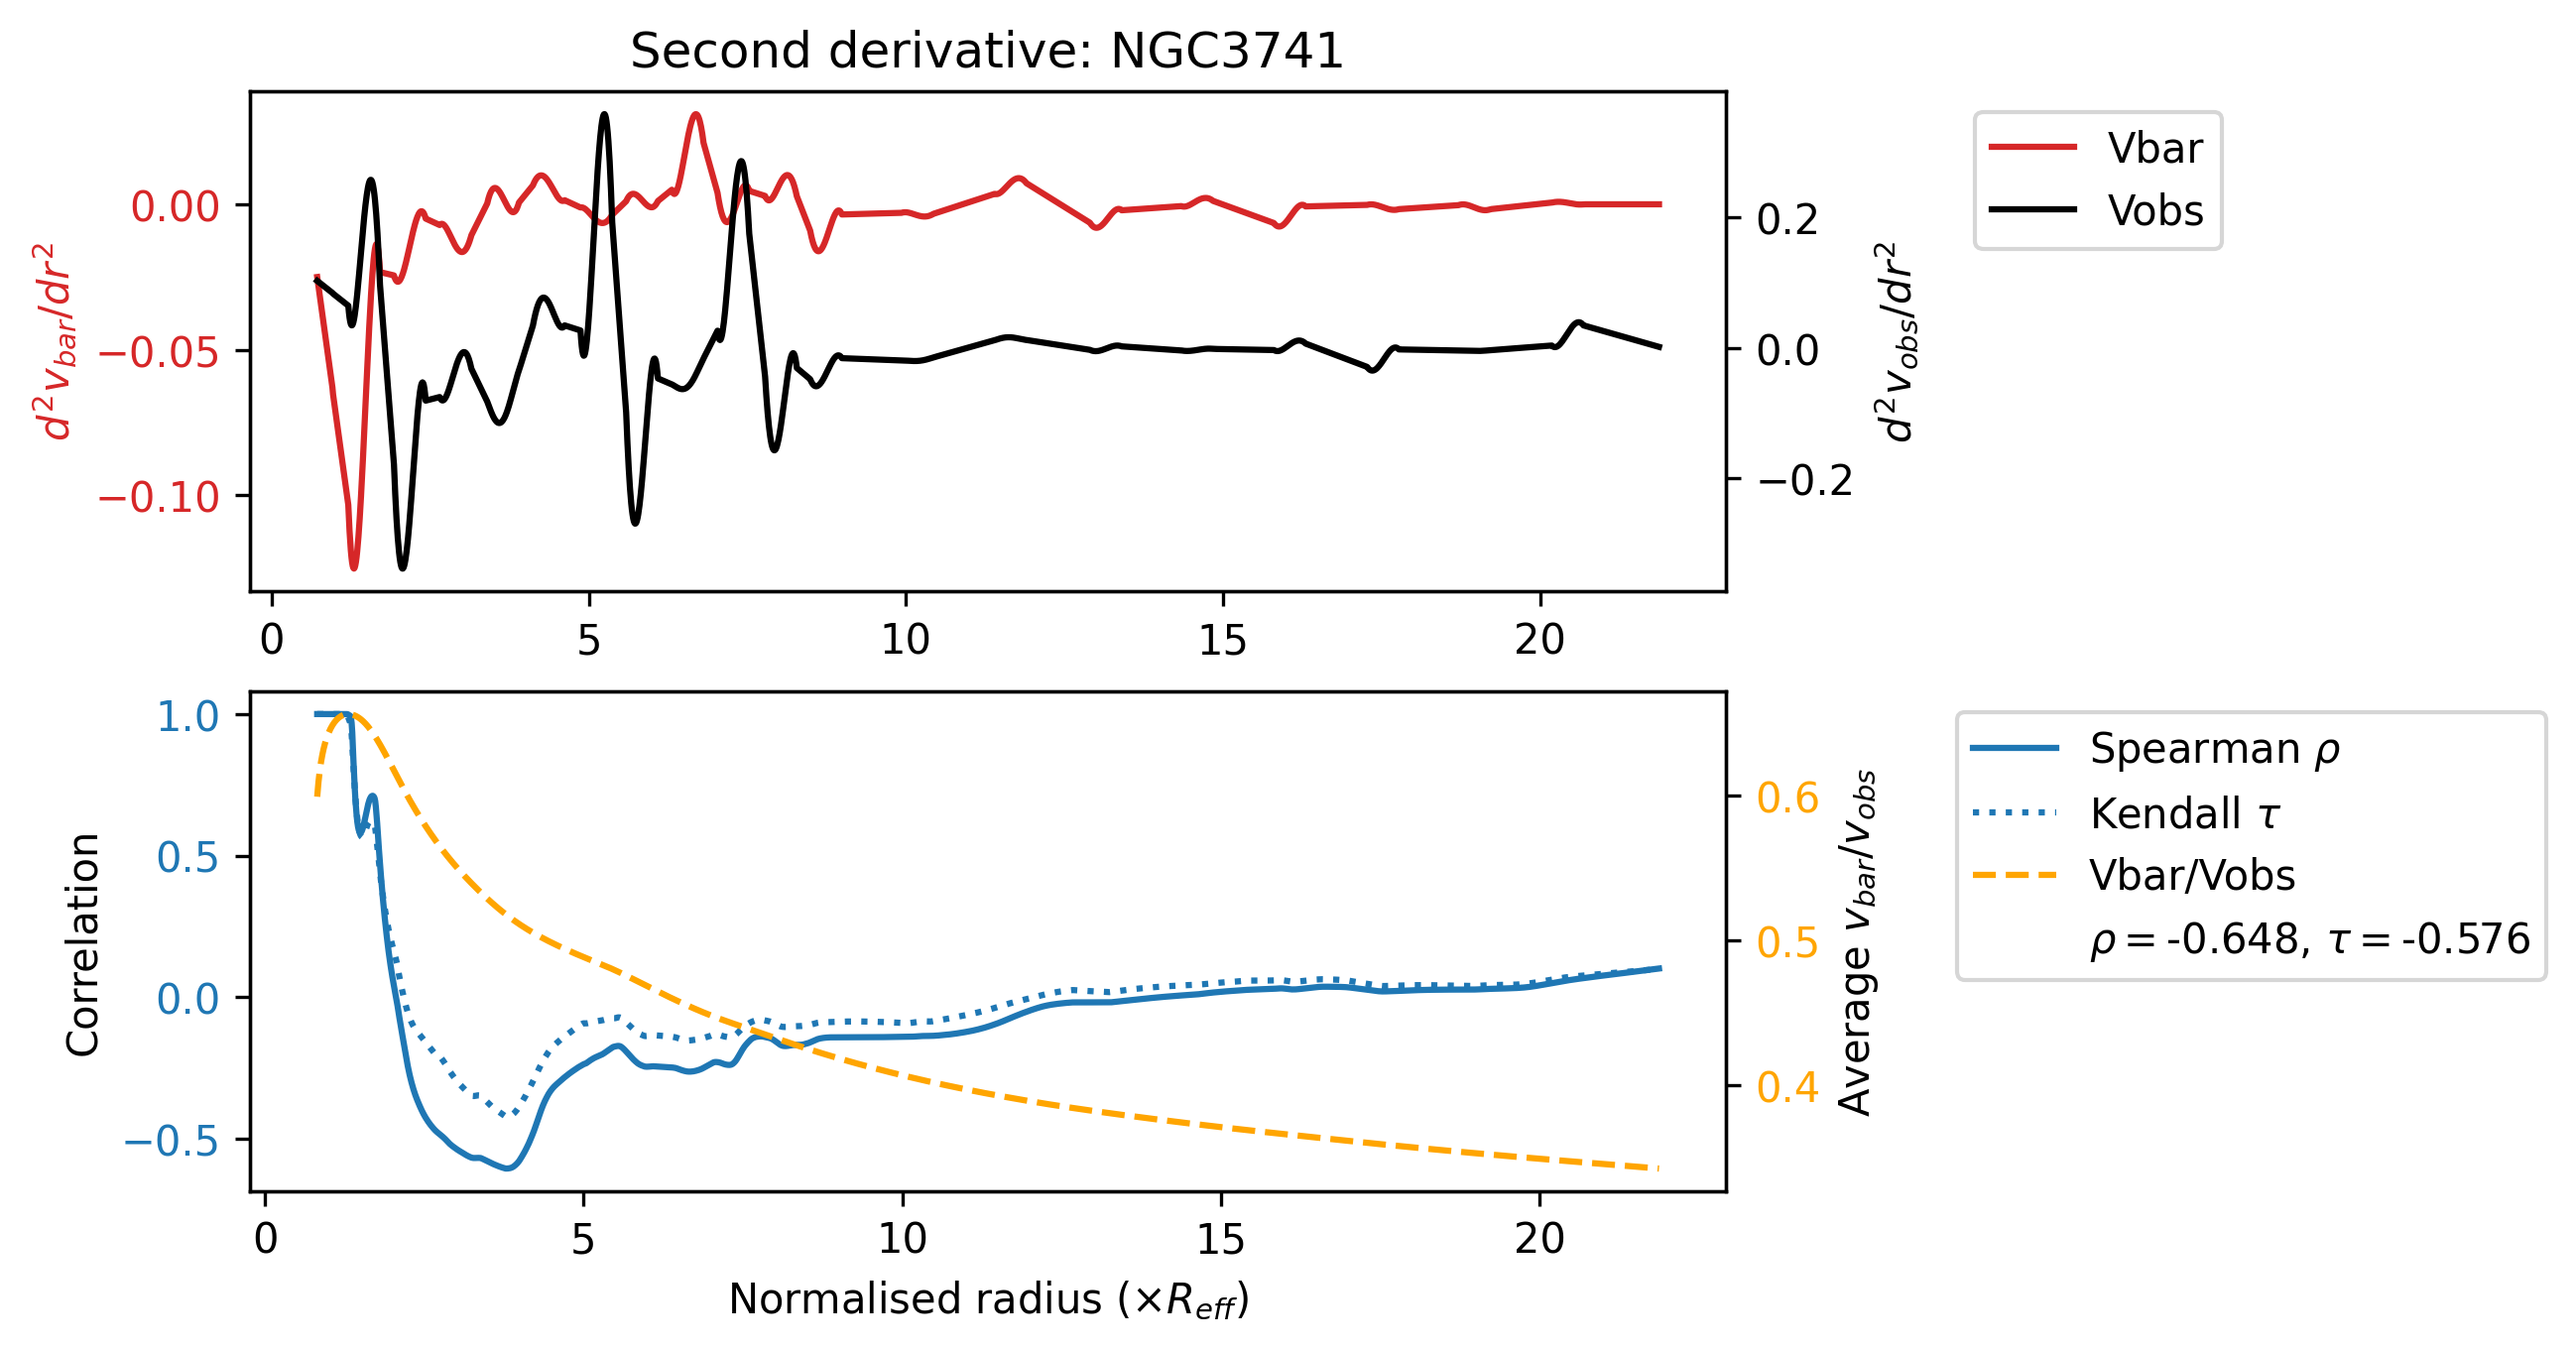 Second derivative: NGC3741
0.00
−0.05
−0.10
d²v_bar/dr²
0.2
0.0
−0.2
d²v_obs/dr²
0 5 10 15 20
Vbar
Vobs
1.0
0.5
0.0
−0.5
Correlation
0.6
0.5
0.4
Average v_bar/v_obs
0 5 10 15 20
Normalised radius (×R_eff)
Spearman ρ
Kendall τ
Vbar/Vobs
ρ = -0.648, τ = -0.576